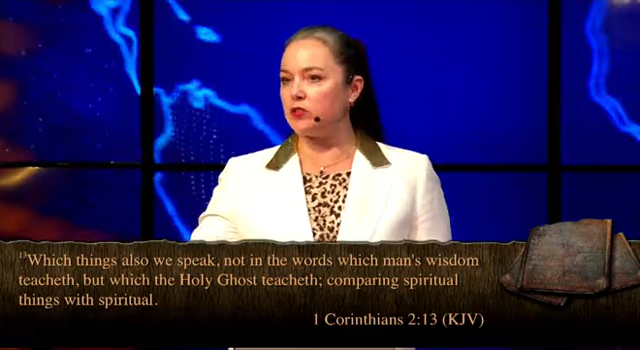 ¹³Which things also we speak, not in the words which man's wisdom
teacheth, but which the Holy Ghost teacheth; comparing spiritual
things with spiritual.
1 Corinthians 2:13 (KJV)